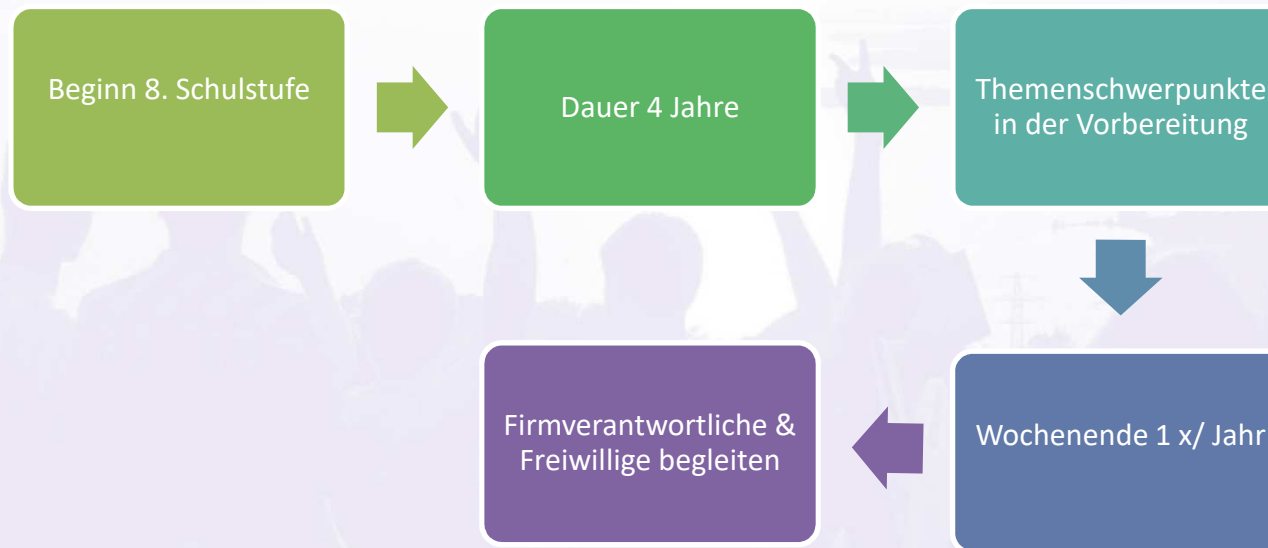 Beginn 8. Schulstufe
Dauer 4 Jahre
Themenschwerpunkte
in der Vorbereitung
Wochenende 1 x/ Jahr
Firmverantwortliche &
Freiwillige begleiten